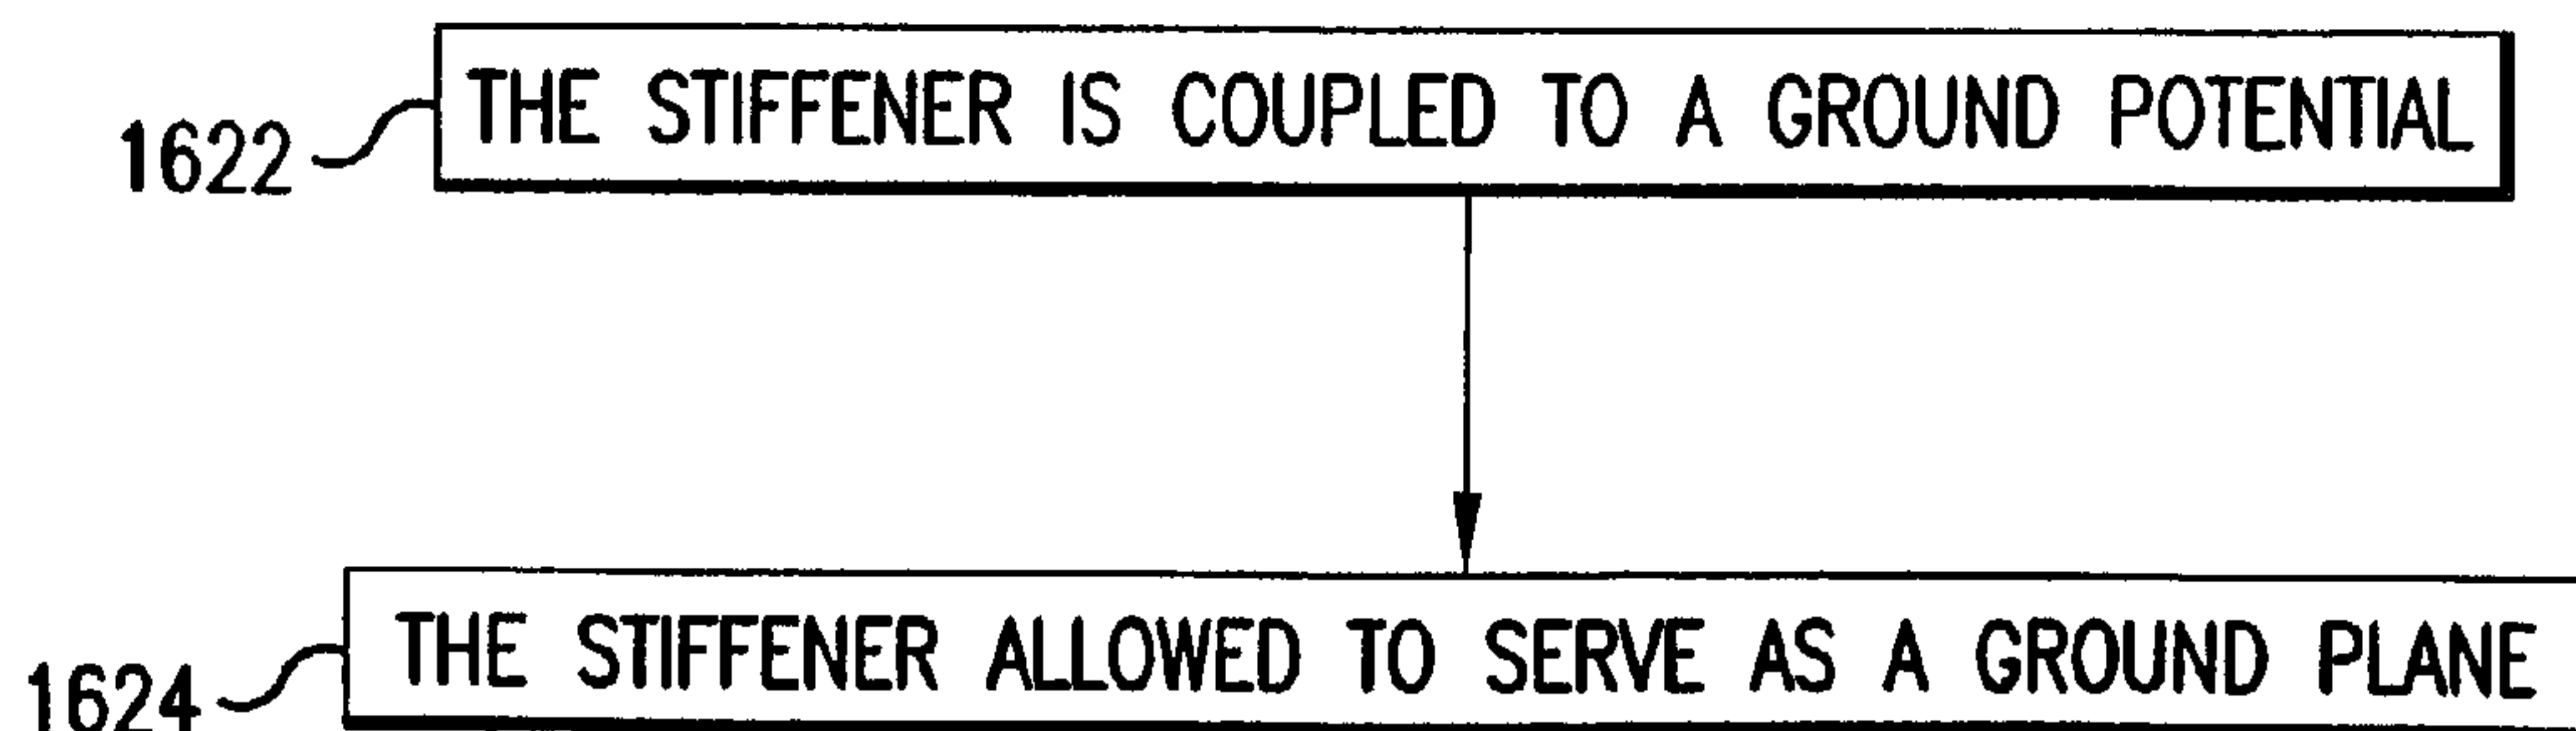 1622 THE STIFFENER IS COUPLED TO A GROUND POTENTIAL
1624 THE STIFFENER ALLOWED TO SERVE AS A GROUND PLANE